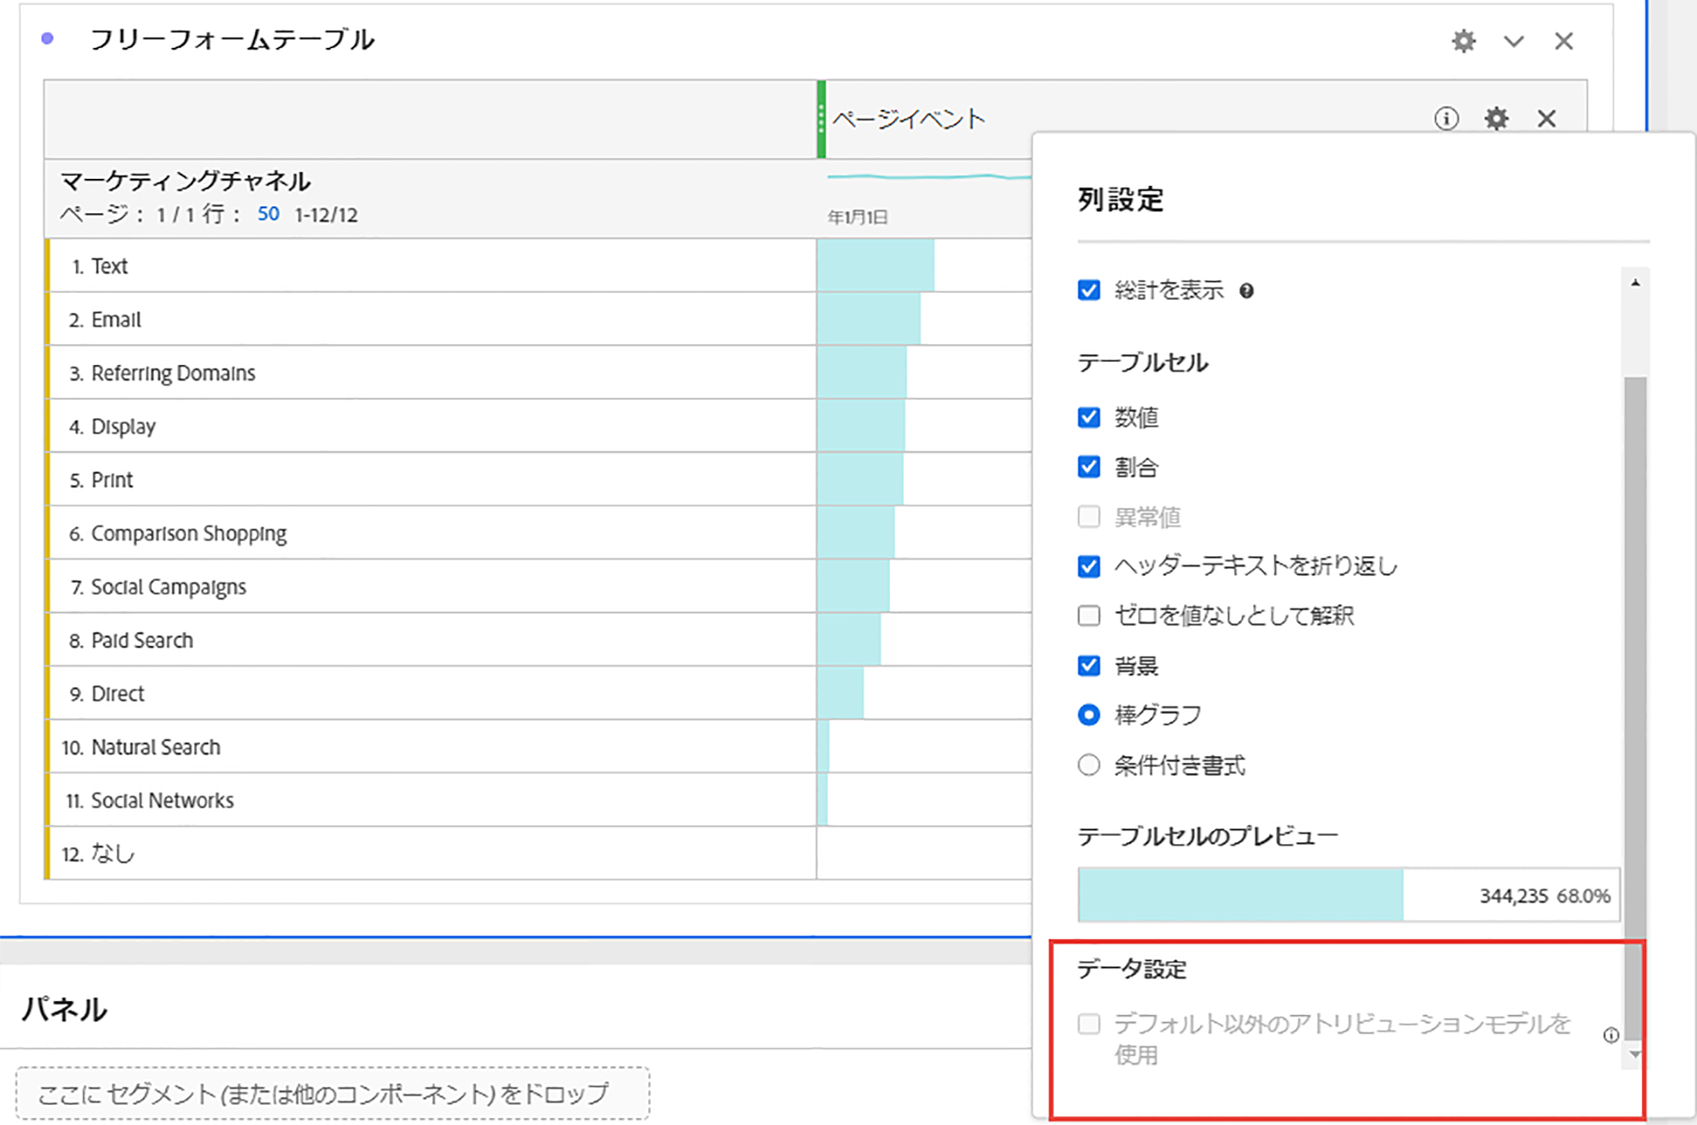 フリーフォームテーブル
ページイベント
マーケティングチャネル
ページ： 1 / 1 行： 50 1-12/12
年1月1日
1. Text
2. Email
3. Referring Domains
4. Display
5. Print
6. Comparison Shopping
7. Social Campaigns
8. Paid Search
9. Direct
10. Natural Search
11. Social Networks
12. なし
列設定
総計を表示
テーブルセル
数値
割合
異常値
ヘッダーテキストを折り返し
ゼロを値なしとして解釈
背景
棒グラフ
条件付き書式
テーブルセルのプレビュー
344,235 68.0%
データ設定
デフォルト以外のアトリビューションモデルを
使用
パネル
ここに セグメント (または他のコンポーネント) をドロップ